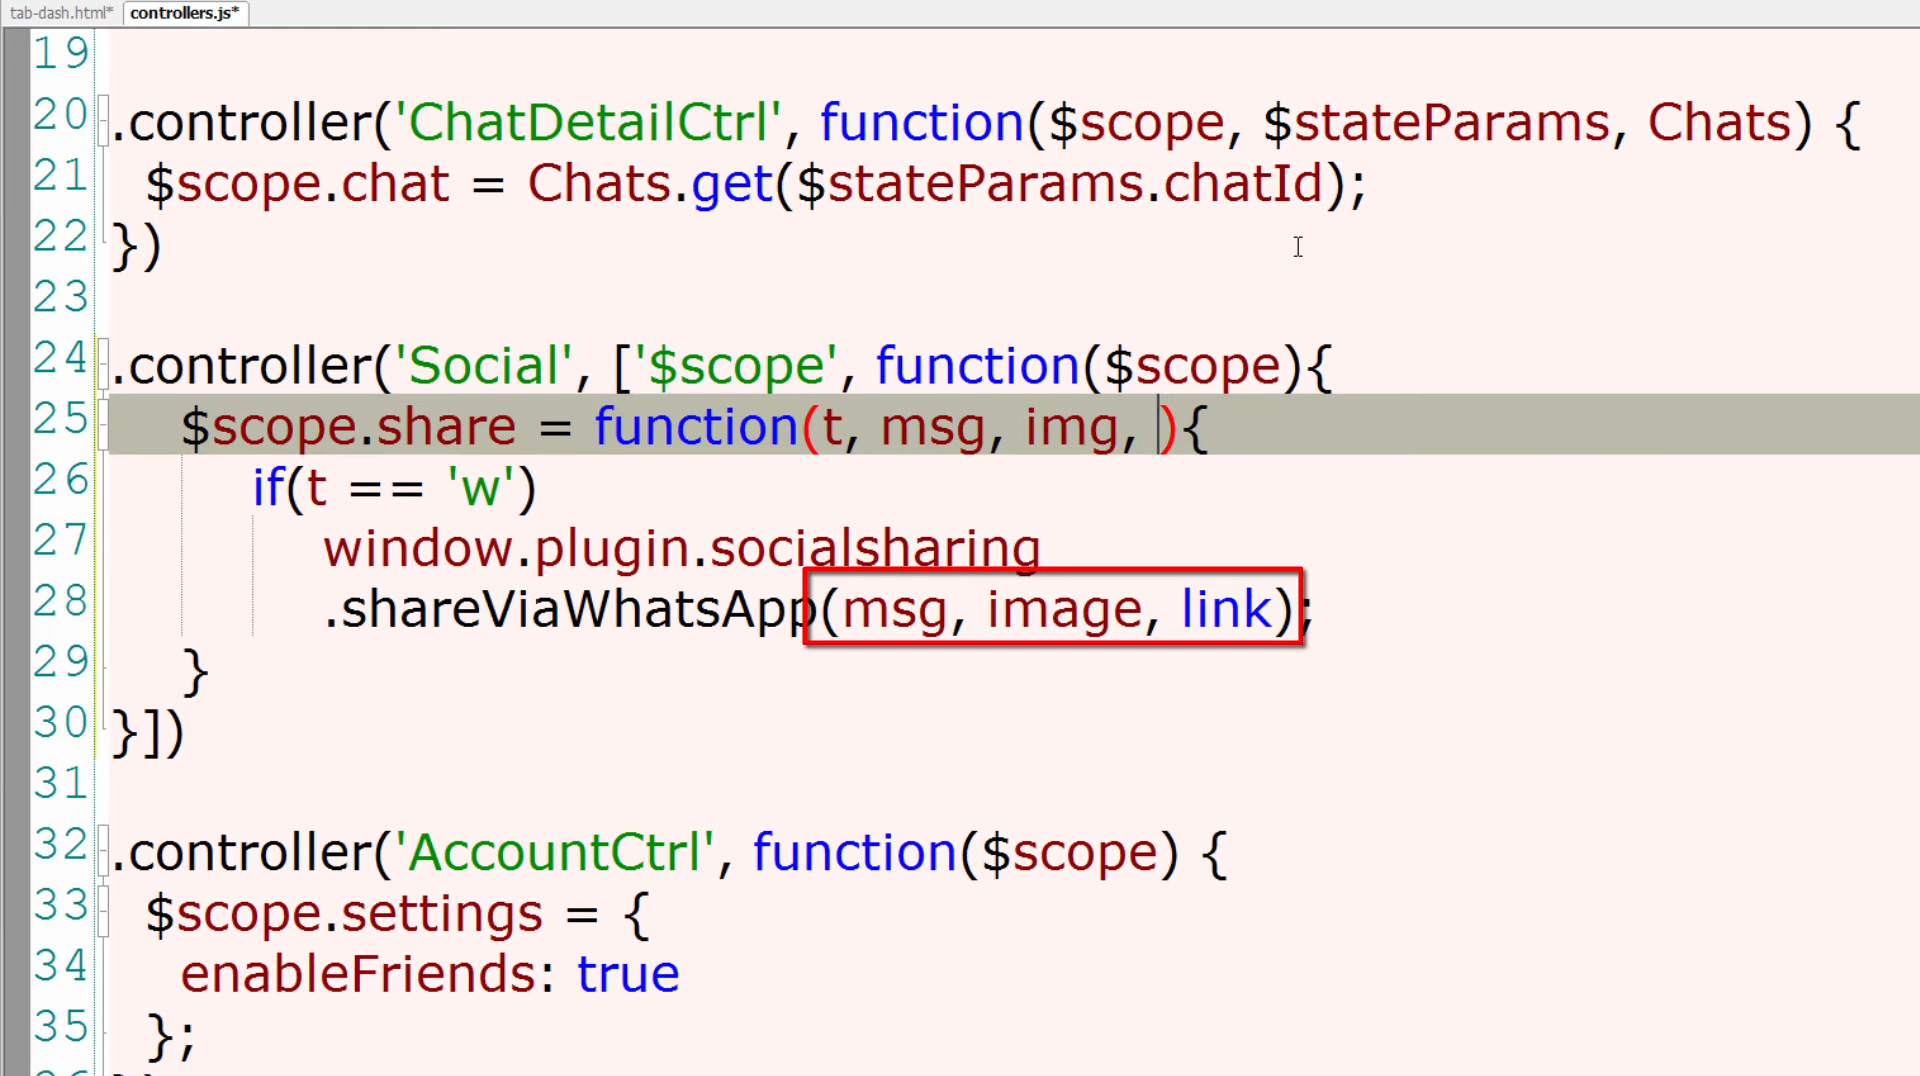 tab-dash.html* controllers.js*
19
20 .controller('ChatDetailCtrl', function($scope, $stateParams, Chats) {
21 $scope.chat = Chats.get($stateParams.chatId);
22 })
23
24 .controller('Social', ['$scope', function($scope){
25 $scope.share = function(t, msg, img, ){
26 if(t == 'w')
27 window.plugin.socialsharing
28 .shareViaWhatsApp(msg, image, link);
29 }
30 }])
31
32 .controller('AccountCtrl', function($scope) {
33 $scope.settings = {
34 enableFriends: true
35 };